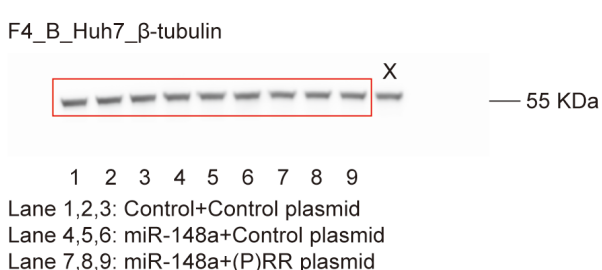 F4_B_Huh7_β-tubulin
X
55 KDa
1 2 3 4 5 6 7 8 9
Lane 1,2,3: Control+Control plasmid
Lane 4,5,6: miR-148a+Control plasmid
Lane 7,8,9: miR-148a+(P)RR plasmid